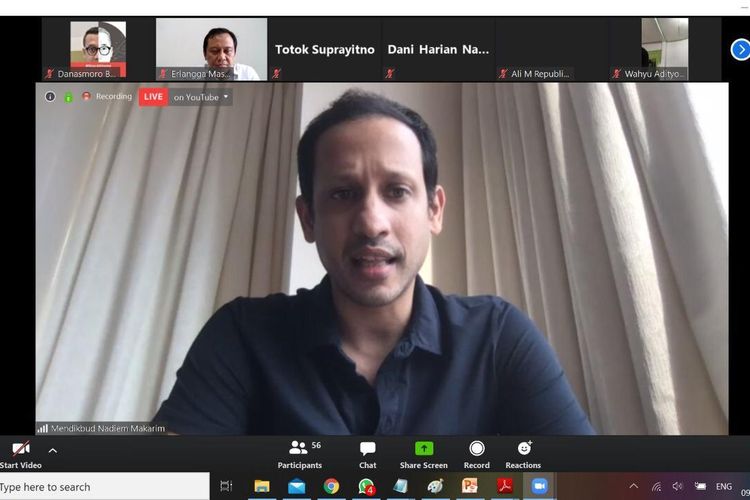 Totok Suprayitno
Dani Harian Na...
Danasmoro B...
Erlangga Mas...
Ali M Republi...
Wahyu Adityo...
Recording
LIVE
on YouTube
Mendikbud Nadiem Makarim
56
Start Video
Participants
Chat
Share Screen
Record
Reactions
Type here to search
4
ENG